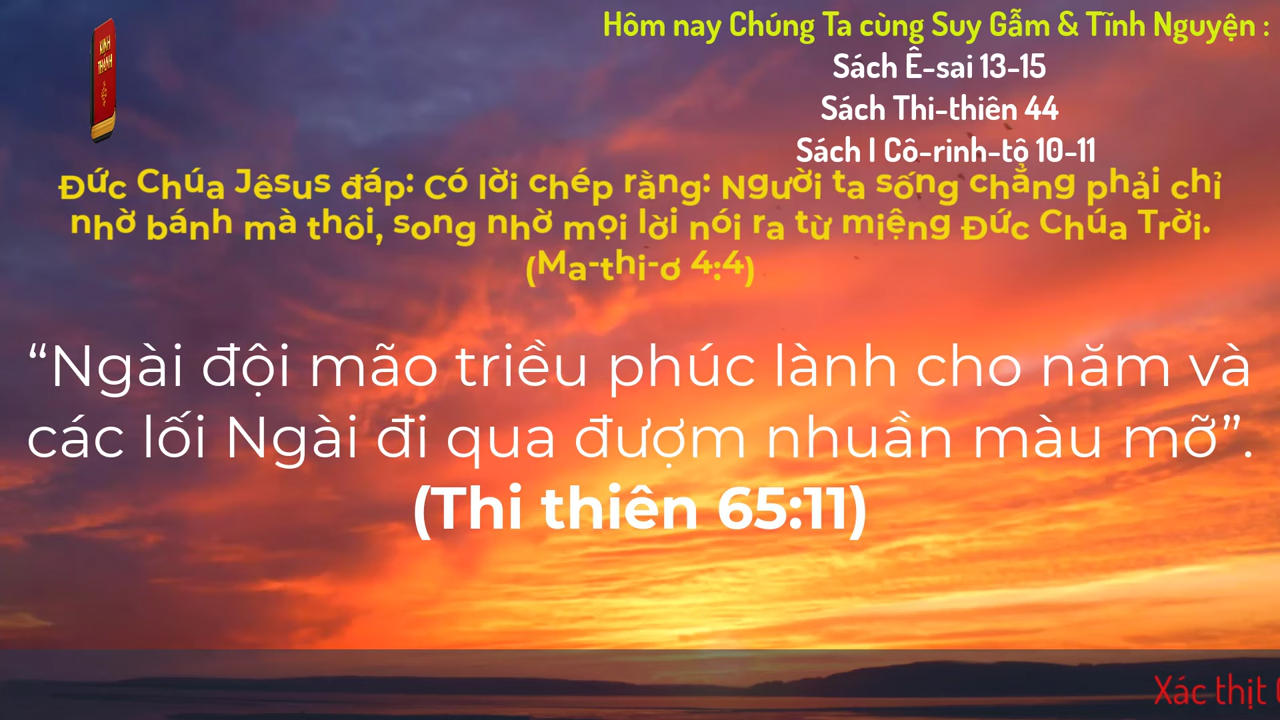 KINH
THÁNH
Hôm nay Chúng Ta cùng Suy Gẫm & Tĩnh Nguyện :
Sách Ê-sai 13-15
Sách Thi-thiên 44
Sách I Cô-rinh-tô 10-11
Đức Chúa Jêsus đáp: Có lời chép rằng: Người ta sống chẳng phải chỉ
nhờ bánh mà thôi, song nhờ mọi lời nói ra từ miệng Đức Chúa Trời.
(Ma-thi-ơ 4:4)
“Ngài đội mão triều phúc lành cho năm và
các lối Ngài đi qua đượm nhuần màu mỡ”.
(Thi thiên 65:11)
Xác thịt